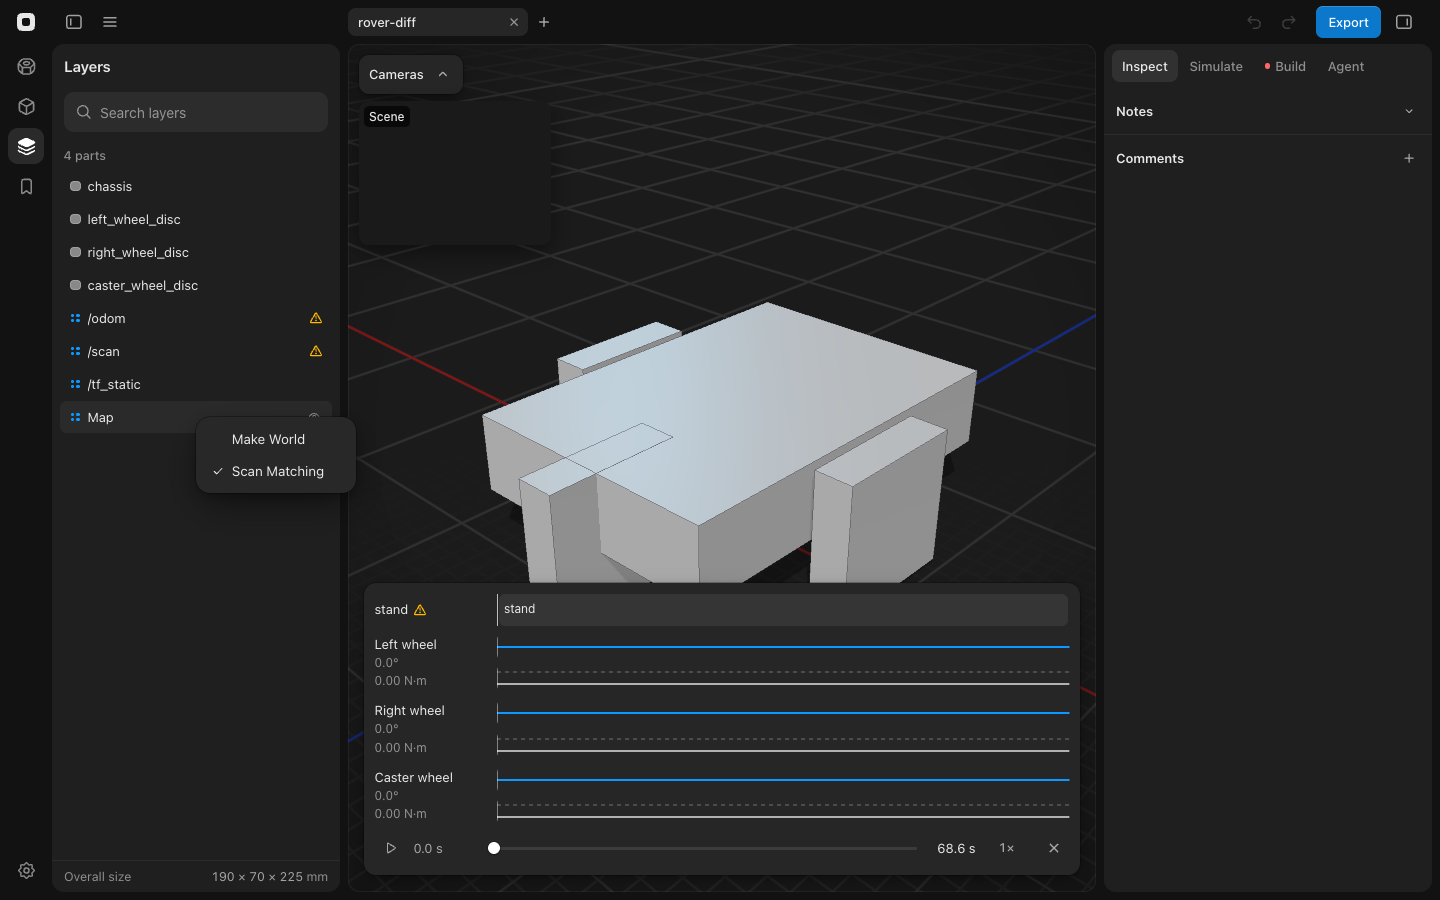 rover-diff
Export
Layers
Search layers
4 parts
chassis
left_wheel_disc
right_wheel_disc
caster_wheel_disc
/odom
/scan
/tf_static
Map
Make World
Scan Matching
Overall size
190 × 70 × 225 mm
Cameras
Scene
stand
stand
Left wheel
0.0°
0.00 N·m
Right wheel
0.0°
0.00 N·m
Caster wheel
0.0°
0.00 N·m
0.0 s
68.6 s
1×
Inspect
Simulate
Build
Agent
Notes
Comments